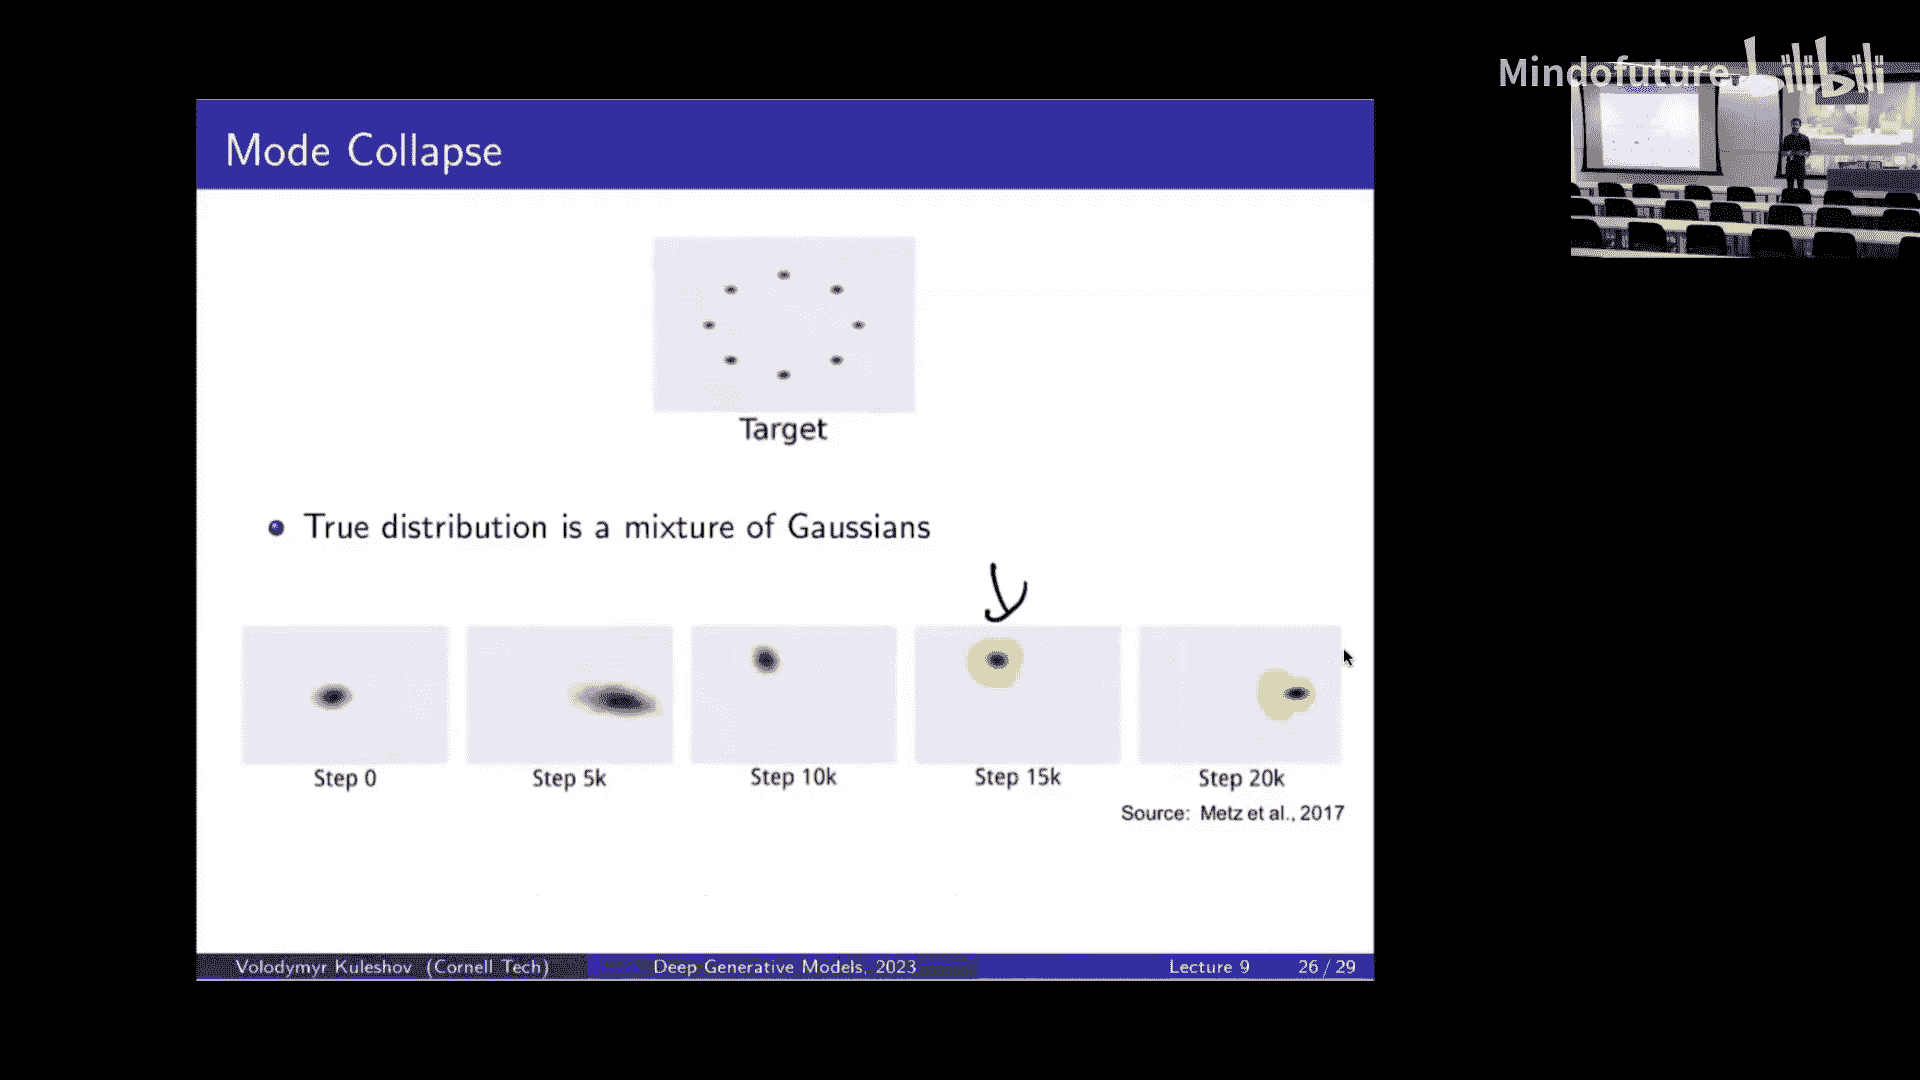 Mindofuture
bilibili
Mode Collapse
Target
True distribution is a mixture of Gaussians
Step 0
Step 5k
Step 10k
Step 15k
Step 20k
Source: Metz et al., 2017
Volodymyr Kuleshov (Cornell Tech)
Deep Generative Models, 2023
Lecture 9
26 / 29